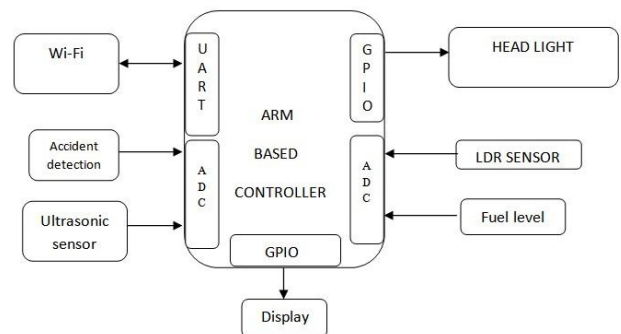 Wi-Fi
Accident
detection
Ultrasonic
sensor
U
A
R
T
A
D
C
ARM
BASED
CONTROLLER
GPIO
Display
G
P
I
O
A
D
C
HEAD LIGHT
LDR SENSOR
Fuel level